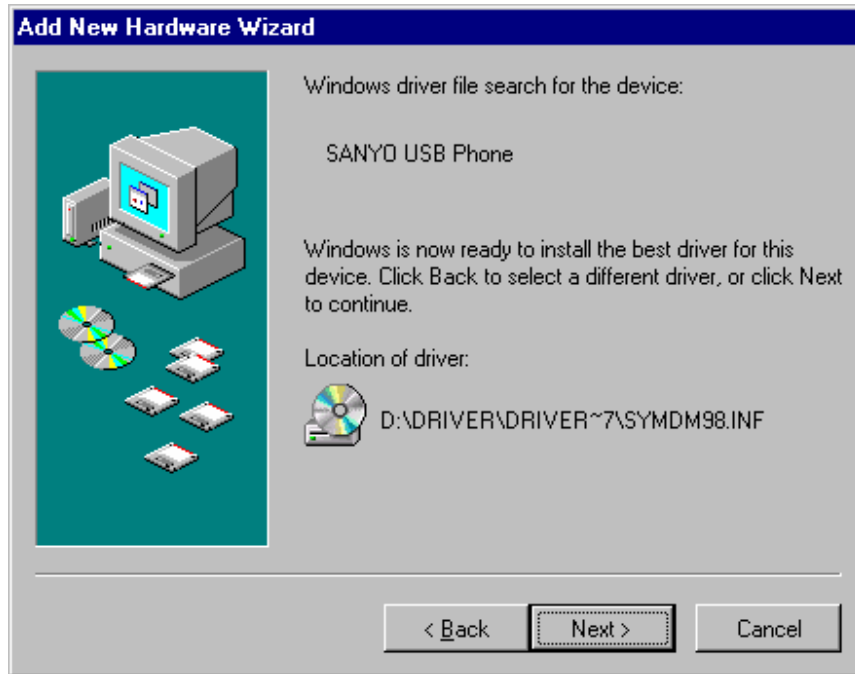 Add New Hardware Wizard
Windows driver file search for the device:
SANYO USB Phone
Windows is now ready to install the best driver for this
device. Click Back to select a different driver, or click Next
to continue.
Location of driver:
D:\DRIVER\DRIVER~7\SYMDM98.INF
< Back
Next >
Cancel